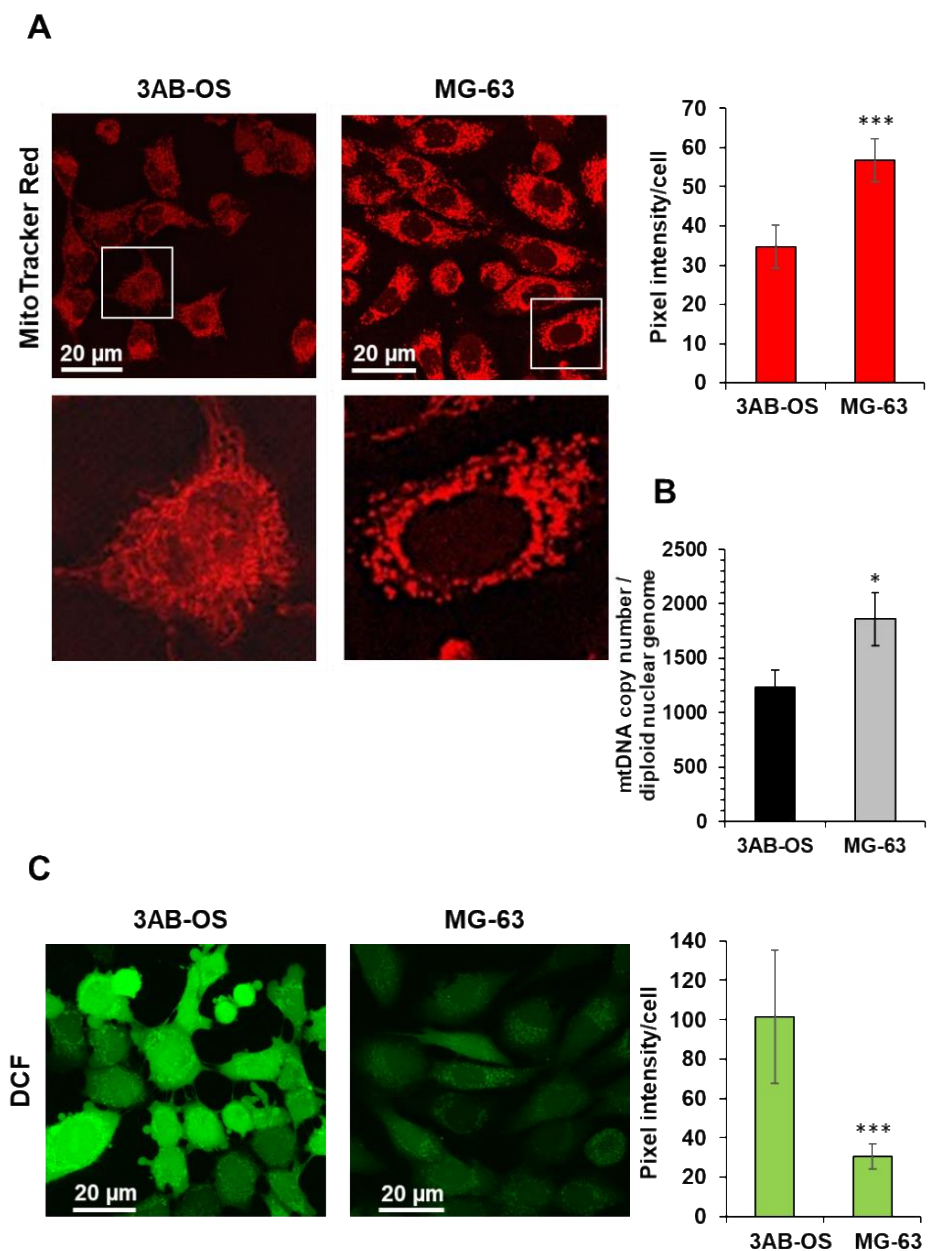 A
3AB-OS
MG-63
MitoTracker Red
20 µm
20 µm
Pixel intensity/cell
70
60
50
40
30
20
10
0
***
3AB-OS
MG-63
B
mtDNA copy number /
diploid nuclear genome
2500
2000
1500
1000
500
0
*
3AB-OS
MG-63
C
3AB-OS
MG-63
DCF
20 µm
20 µm
Pixel intensity/cell
140
120
100
80
60
40
20
0
***
3AB-OS
MG-63